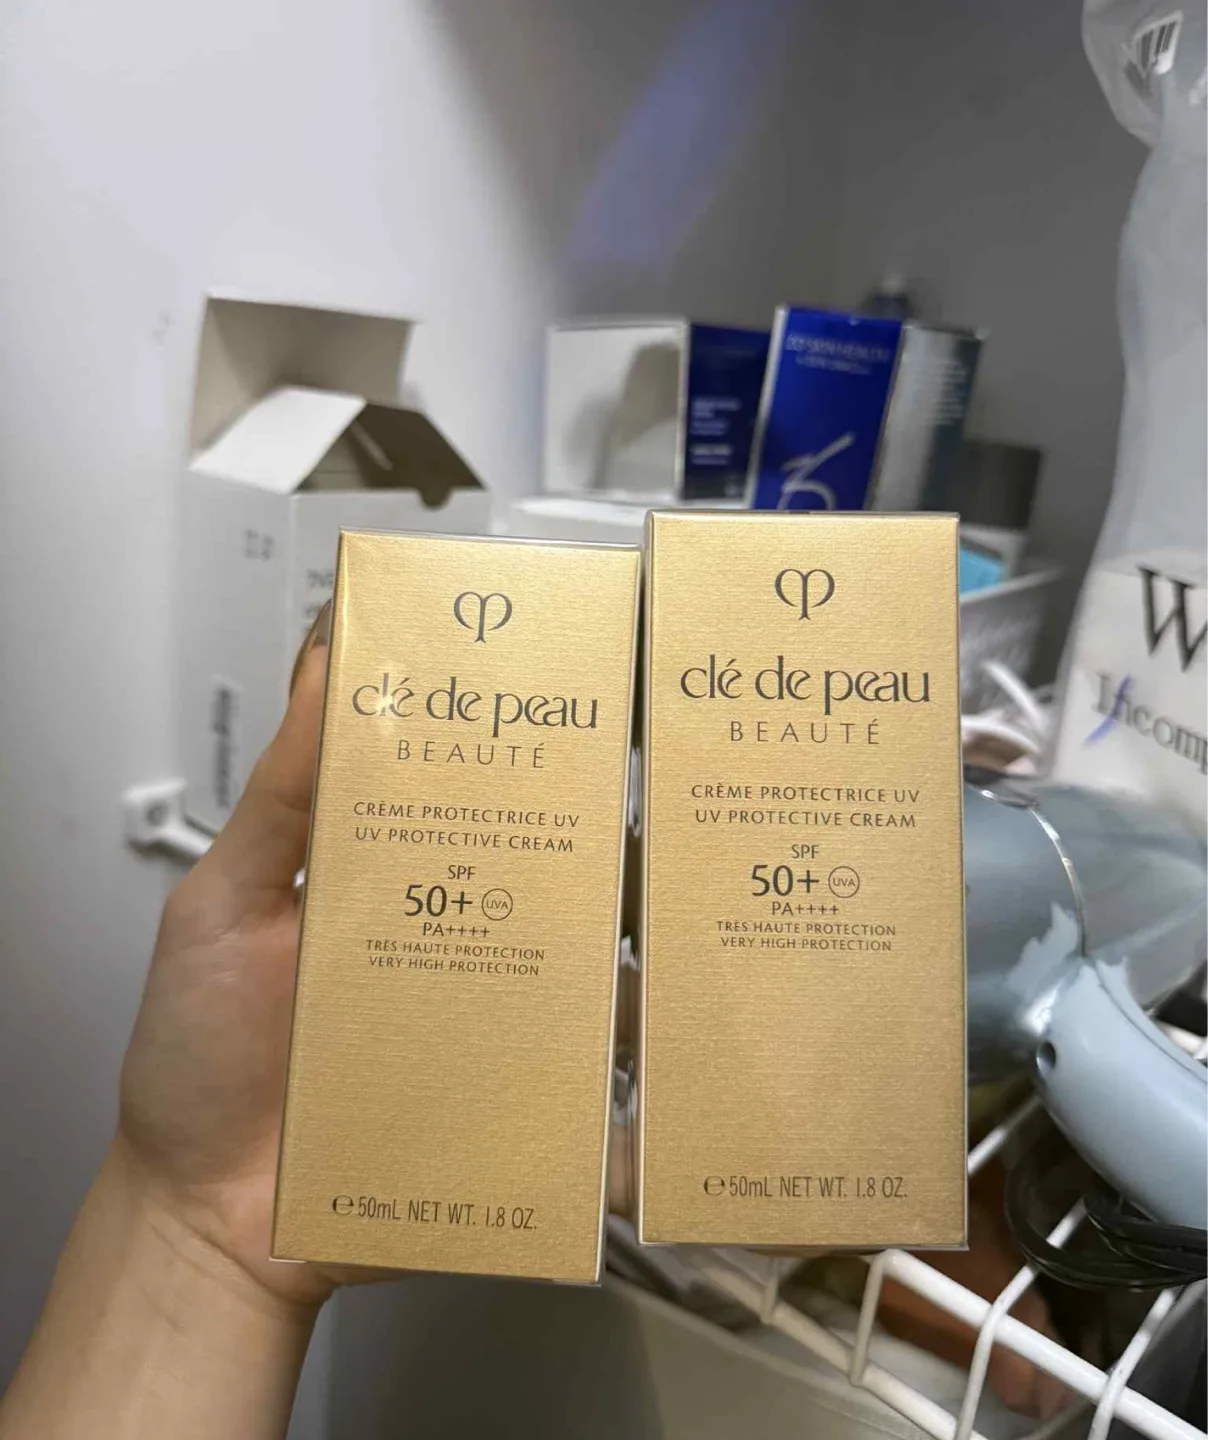 clé de peau
BEAUTÉ
CRÈME PROTECTRICE UV
UV PROTECTIVE CREAM
SPF
50+ UVA
PA++++
TRÈS HAUTE PROTECTION
VERY HIGH PROTECTION
e 50mL NET WT. 1.8 OZ.
clé de peau
BEAUTÉ
CRÈME PROTECTRICE UV
UV PROTECTIVE CREAM
SPF
50+ UVA
PA++++
TRÈS HAUTE PROTECTION
VERY HIGH PROTECTION
e 50mL NET WT. 1.8 OZ.
W